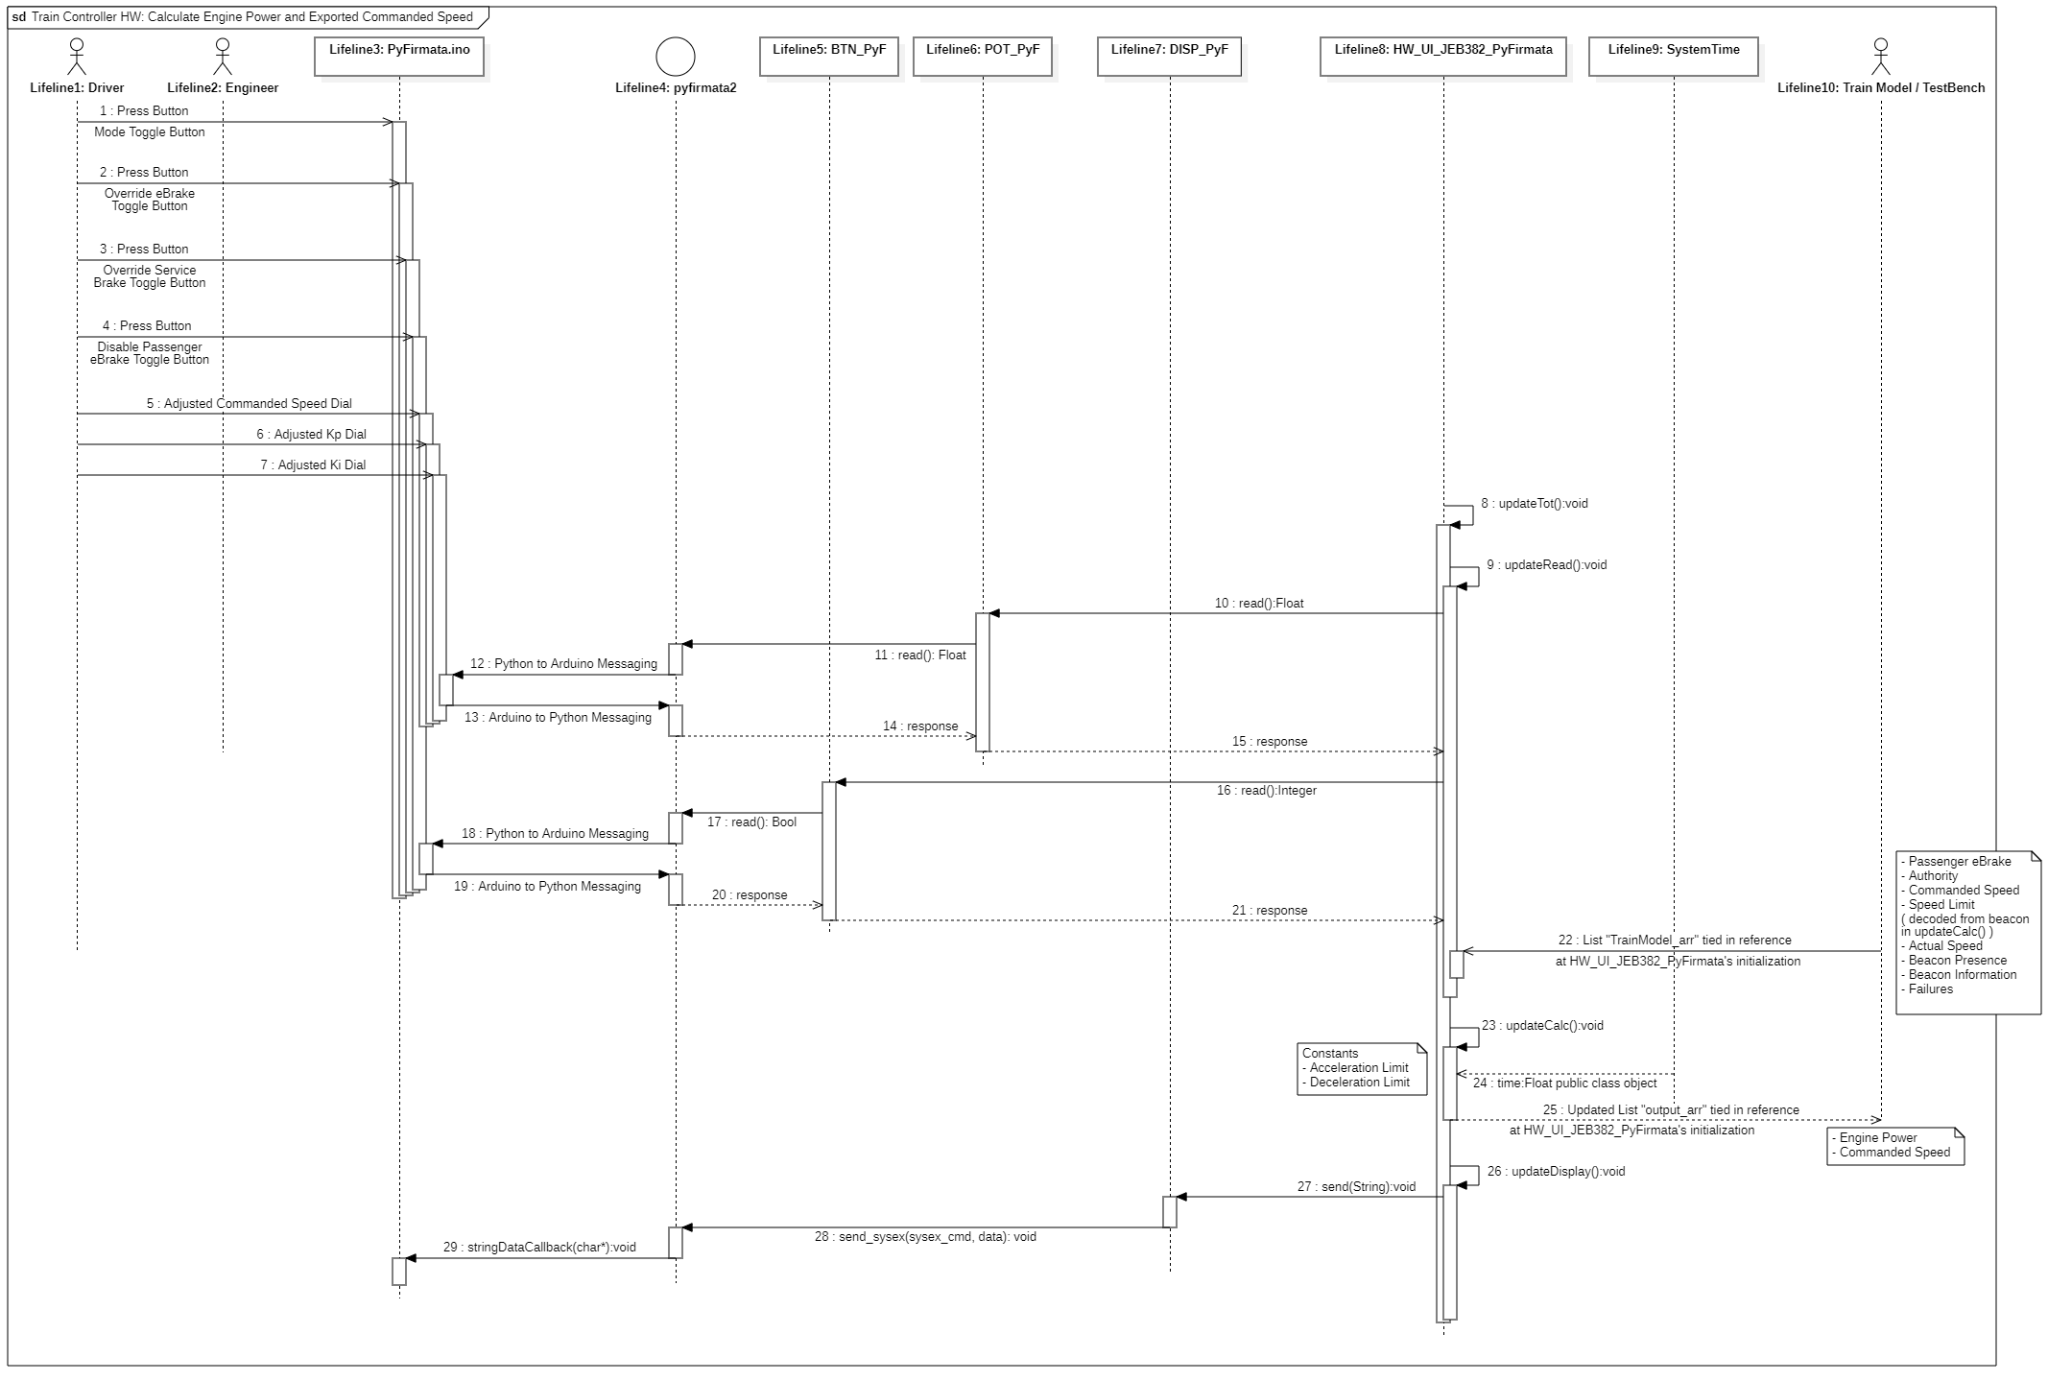 sd Train Controller HW: Calculate Engine Power and Exported Commanded Speed
Lifeline1: Driver
Lifeline2: Engineer
Lifeline3: PyFirmata.ino
Lifeline4: pyfirmata2
Lifeline5: BTN_PyF
Lifeline6: POT_PyF
Lifeline7: DISP_PyF
Lifeline8: HW_UI_JEB382_PyFirmata
Lifeline9: SystemTime
Lifeline10: Train Model / TestBench
1 : Press Button
Mode Toggle Button
2 : Press Button
Override eBrake
Toggle Button
3 : Press Button
Override Service
Brake Toggle Button
4 : Press Button
Disable Passenger
eBrake Toggle Button
5 : Adjusted Commanded Speed Dial
6 : Adjusted Kp Dial
7 : Adjusted Ki Dial
8 : updateTot():void
9 : updateRead():void
10 : read():Float
11 : read(): Float
12 : Python to Arduino Messaging
13 : Arduino to Python Messaging
14 : response
15 : response
16 : read():Integer
17 : read(): Bool
18 : Python to Arduino Messaging
19 : Arduino to Python Messaging
20 : response
21 : response
22 : List "TrainModel_arr" tied in reference
at HW_UI_JEB382_PyFirmata's initialization
- Passenger eBrake
- Authority
- Commanded Speed
- Speed Limit
( decoded from beacon
in updateCalc() )
- Actual Speed
- Beacon Presence
- Beacon Information
- Failures
23 : updateCalc():void
Constants
- Acceleration Limit
- Deceleration Limit
24 : time:Float public class object
25 : Updated List "output_arr" tied in reference
at HW_UI_JEB382_PyFirmata's initialization
- Engine Power
- Commanded Speed
26 : updateDisplay():void
27 : send(String):void
28 : send_sysex(sysex_cmd, data): void
29 : stringDataCallback(char*):void